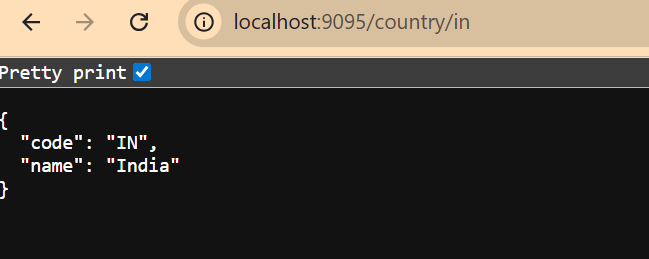 localhost:9095/country/in
Pretty print
{
"code": "IN",
"name": "India"
}